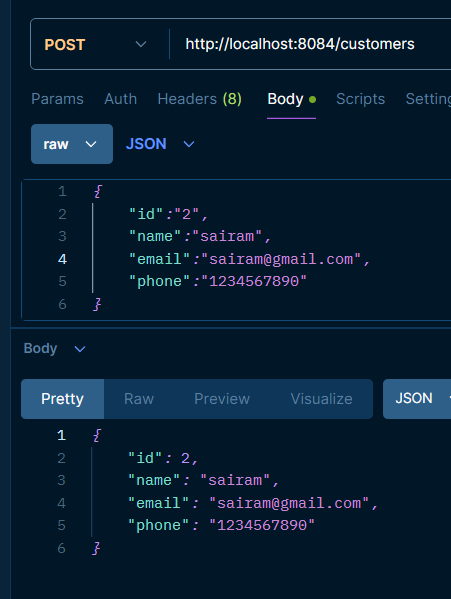 POST http://localhost:8084/customers
Params Auth Headers (8) Body Scripts Setting
raw JSON
1 {
2 "id":"2",
3 "name":"sairam",
4 "email":"sairam@gmail.com",
5 "phone":"1234567890"
6 }
Body
Pretty Raw Preview Visualize JSON
1 {
2 "id": 2,
3 "name": "sairam",
4 "email": "sairam@gmail.com",
5 "phone": "1234567890"
6 }